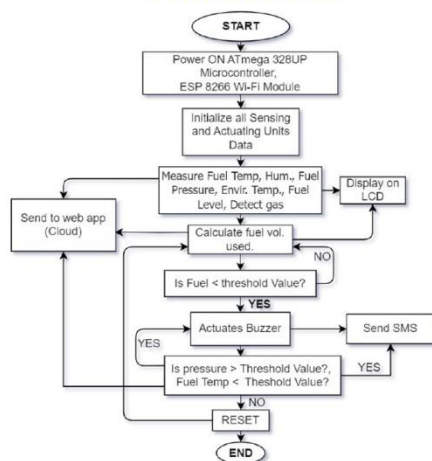 START
Power ON ATmega 328UP
Microcontroller,
ESP 8266 Wi-Fi Module
Initialize all Sensing
and Actuating Units
Data
Measure Fuel Temp, Hum., Fuel
Pressure, Envir. Temp., Fuel
Level, Detect gas
Display on
LCD
Send to web app
(Cloud)
Calculate fuel vol.
used.
NO
Is Fuel < threshold Value?
YES
Actuates Buzzer
Send SMS
YES
Is pressure > Threshold Value?,
Fuel Temp < Theshold Value?
YES
NO
RESET
END